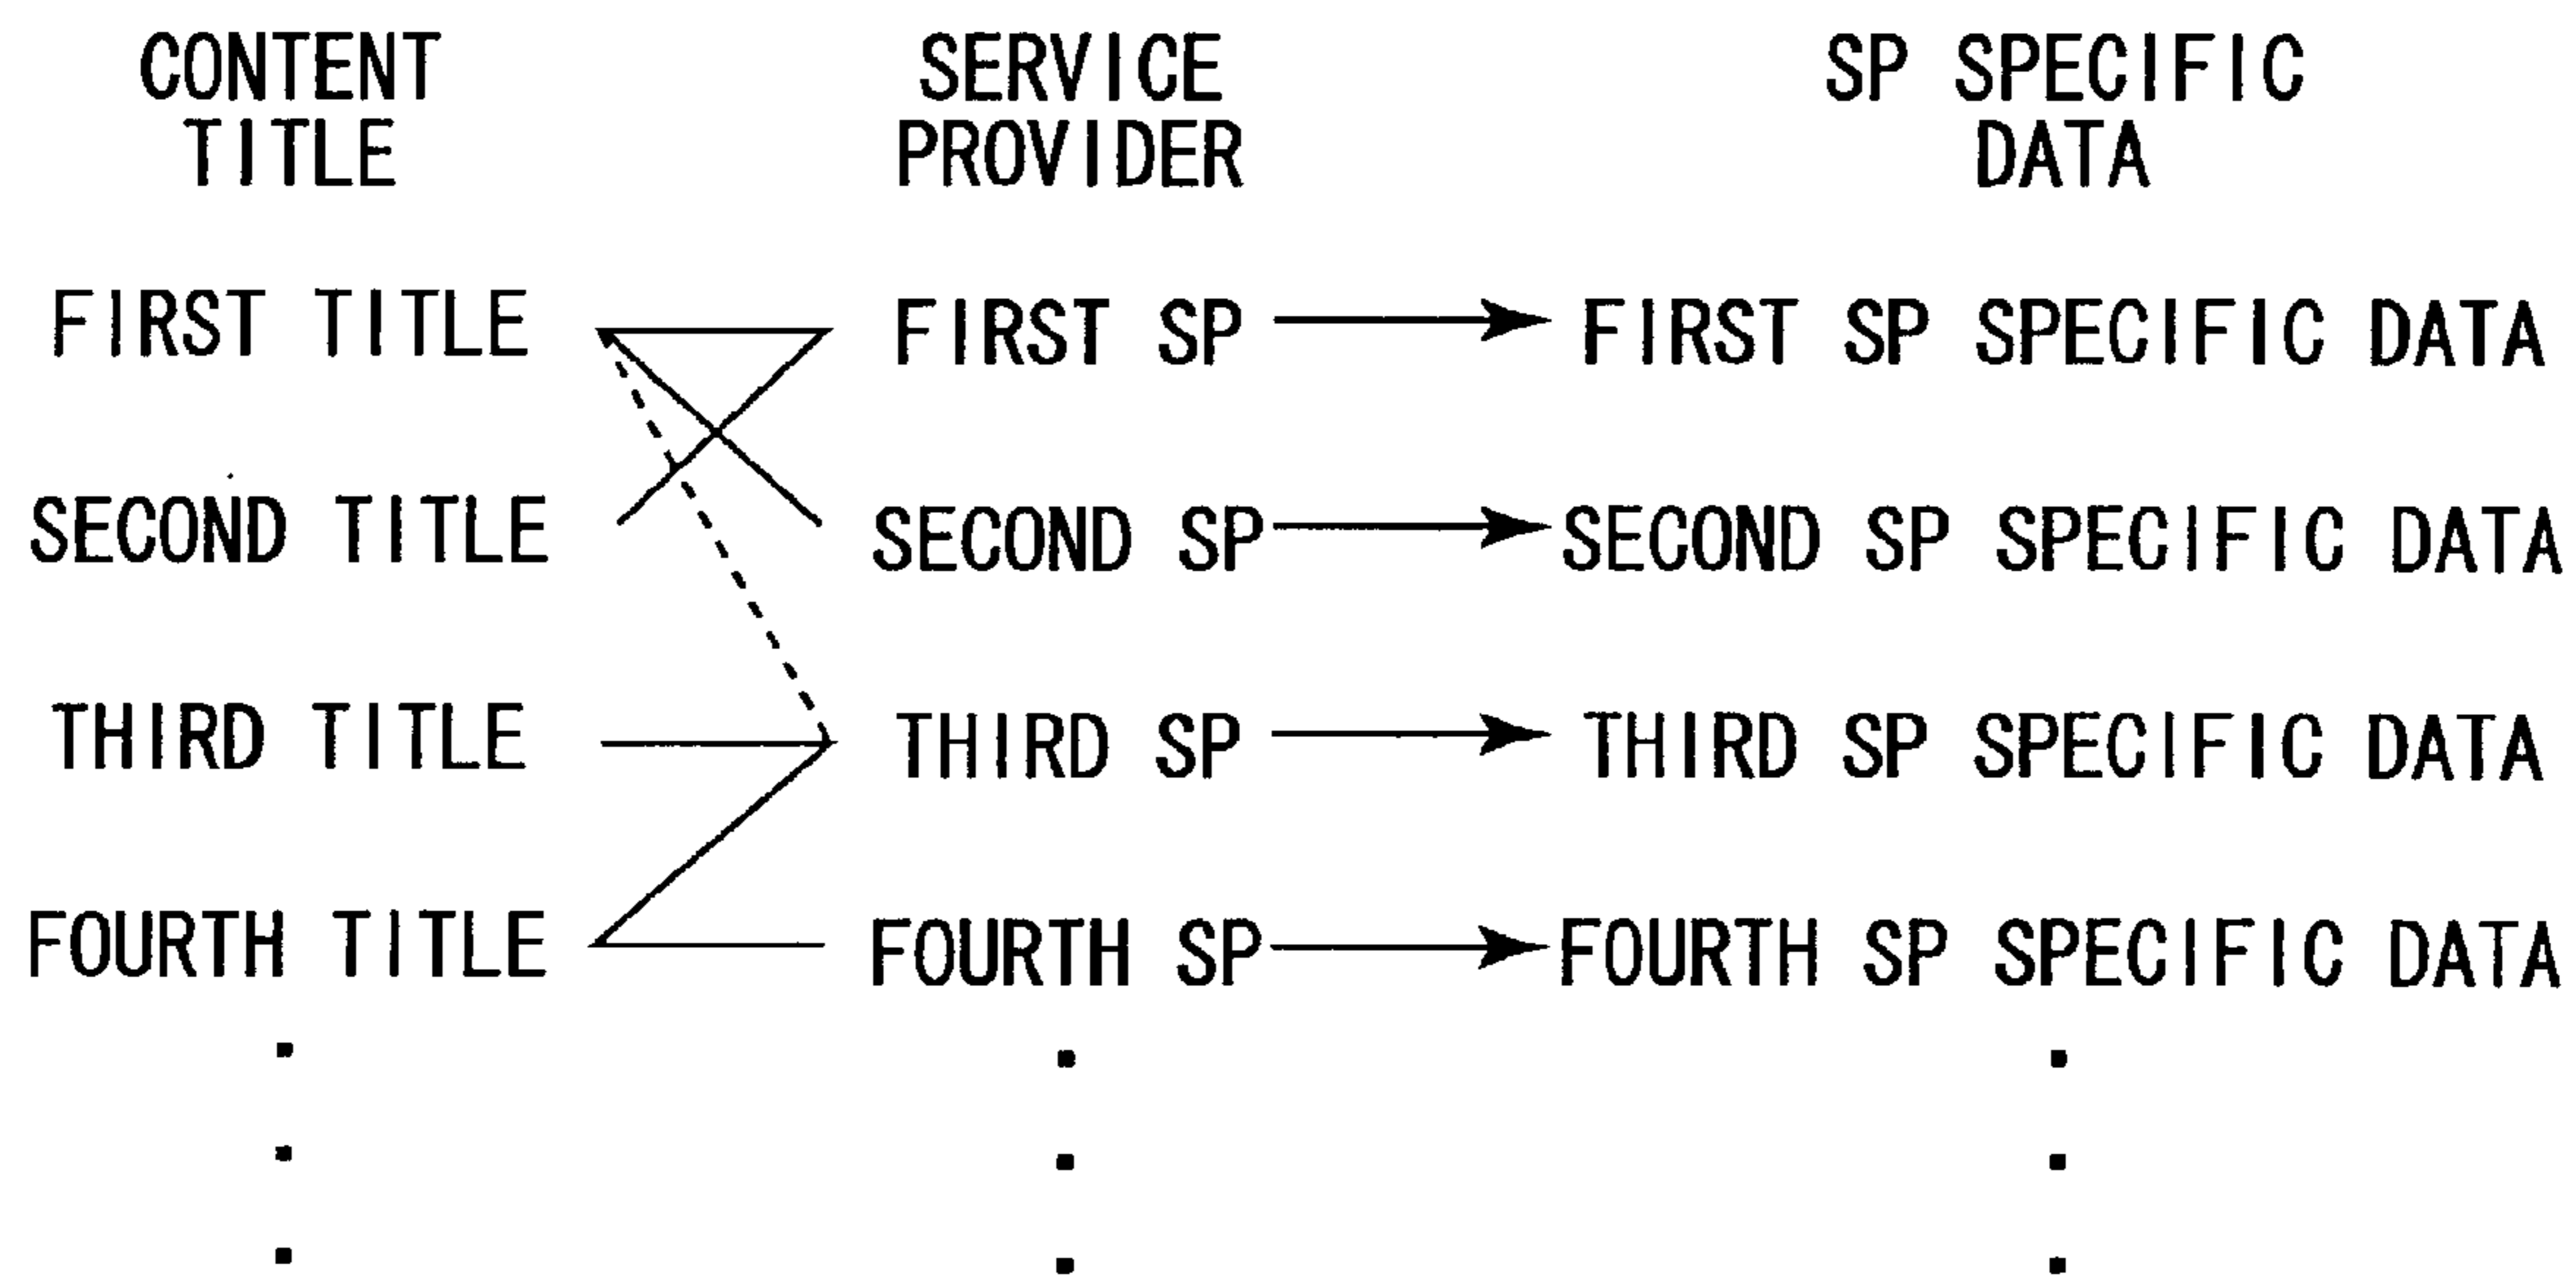 CONTENT
TITLE
SERVICE
PROVIDER
SP SPECIFIC
DATA
FIRST TITLE
FIRST SP
FIRST SP SPECIFIC DATA
SECOND TITLE
SECOND SP
SECOND SP SPECIFIC DATA
THIRD TITLE
THIRD SP
THIRD SP SPECIFIC DATA
FOURTH TITLE
FOURTH SP
FOURTH SP SPECIFIC DATA